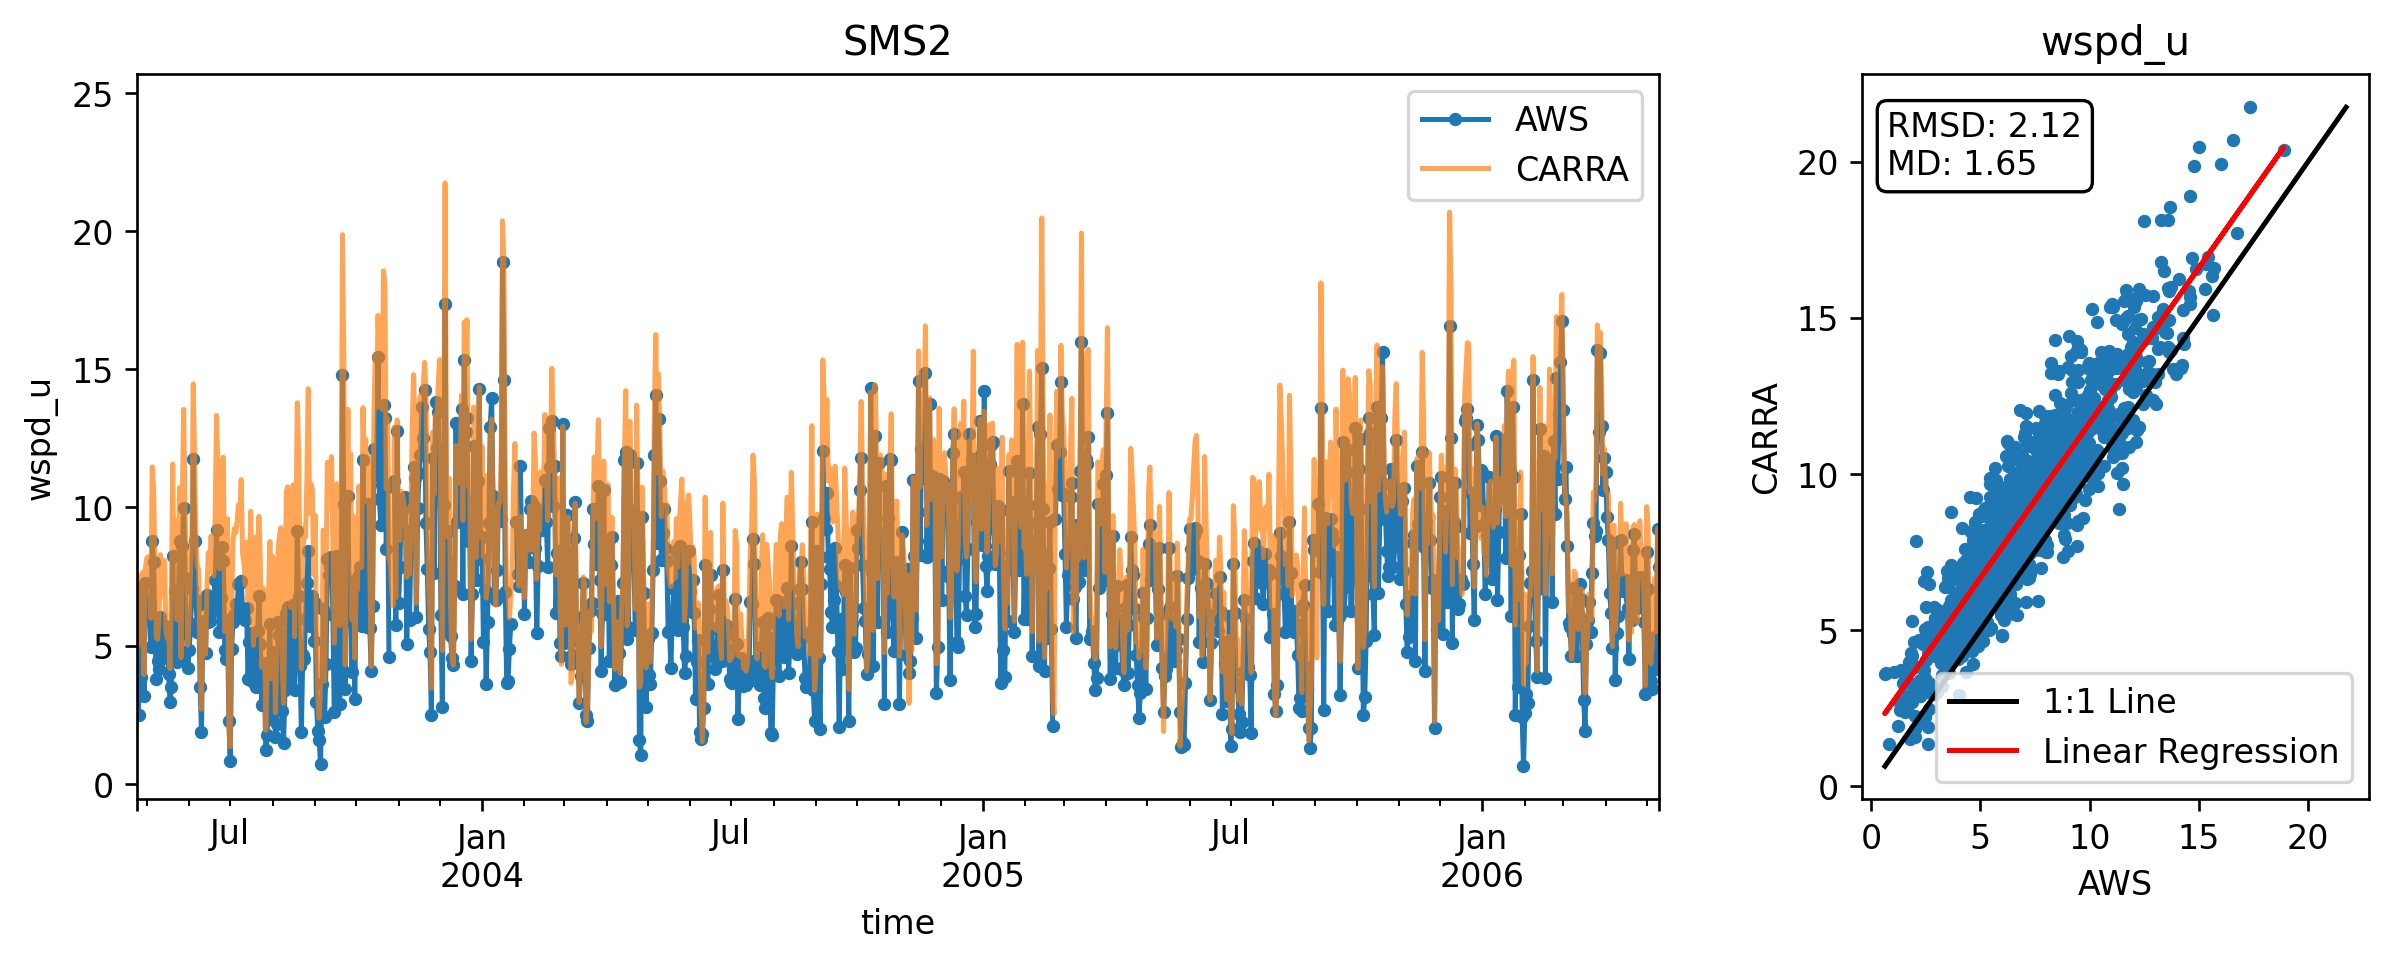 SMS2
25
20
15
10
5
0
wspd_u
AWS
CARRA
Jul
Jan
2004
Jul
Jan
2005
Jul
Jan
2006
time
wspd_u
RMSD: 2.12
MD: 1.65
20
15
10
5
0
CARRA
1:1 Line
Linear Regression
0
5
10
15
20
AWS